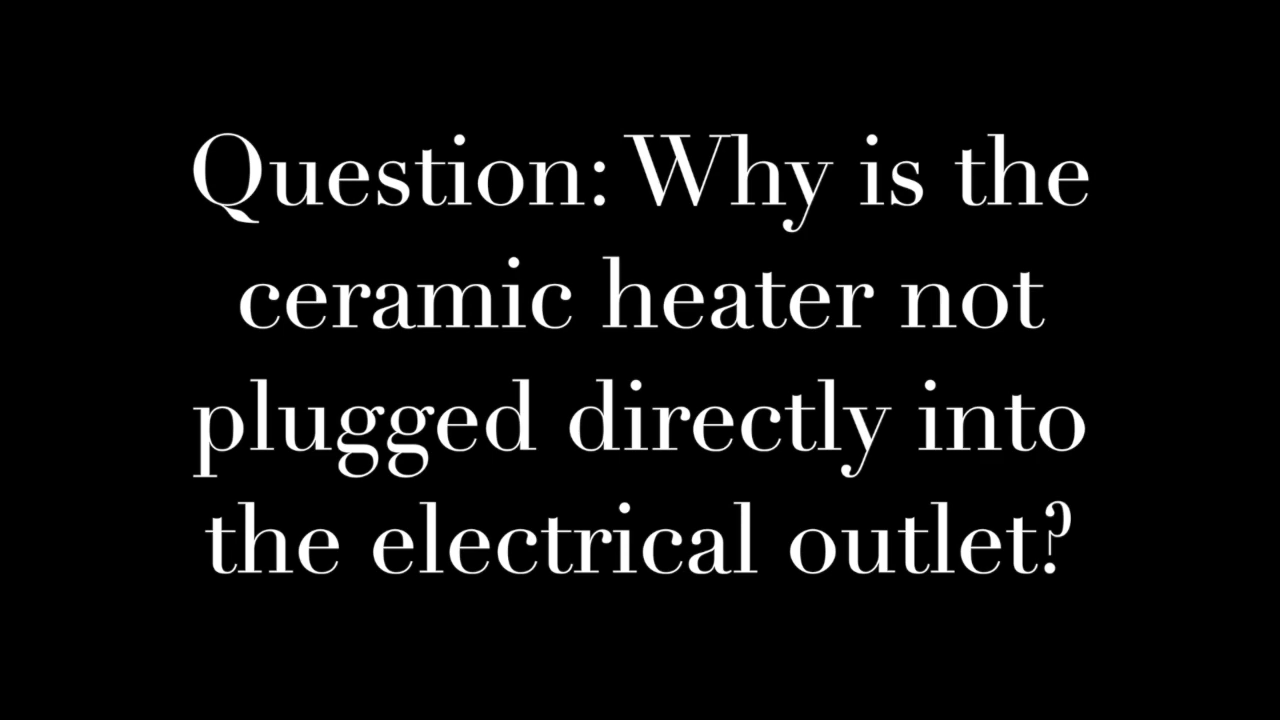 Question: Why is the
ceramic heater not
plugged directly into
the electrical outlet?